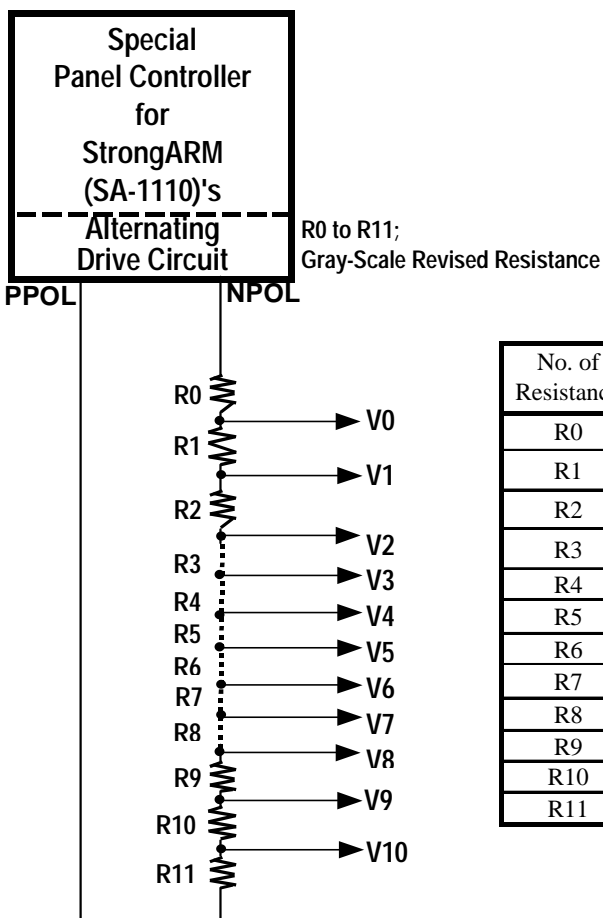 Special
Panel Controller
for
StrongARM
(SA-1110)'s
Alternating
Drive Circuit
R0 to R11;
Gray-Scale Revised Resistance
PPOL
NPOL
R0
V0
R1
V1
R2
V2
R3
V3
R4
V4
R5
V5
R6
V6
R7
V7
R8
V8
R9
V9
R10
V10
R11
No. of
R0
R1
R2
R3
R4
R5
R6
R7
R8
R9
R10
R11